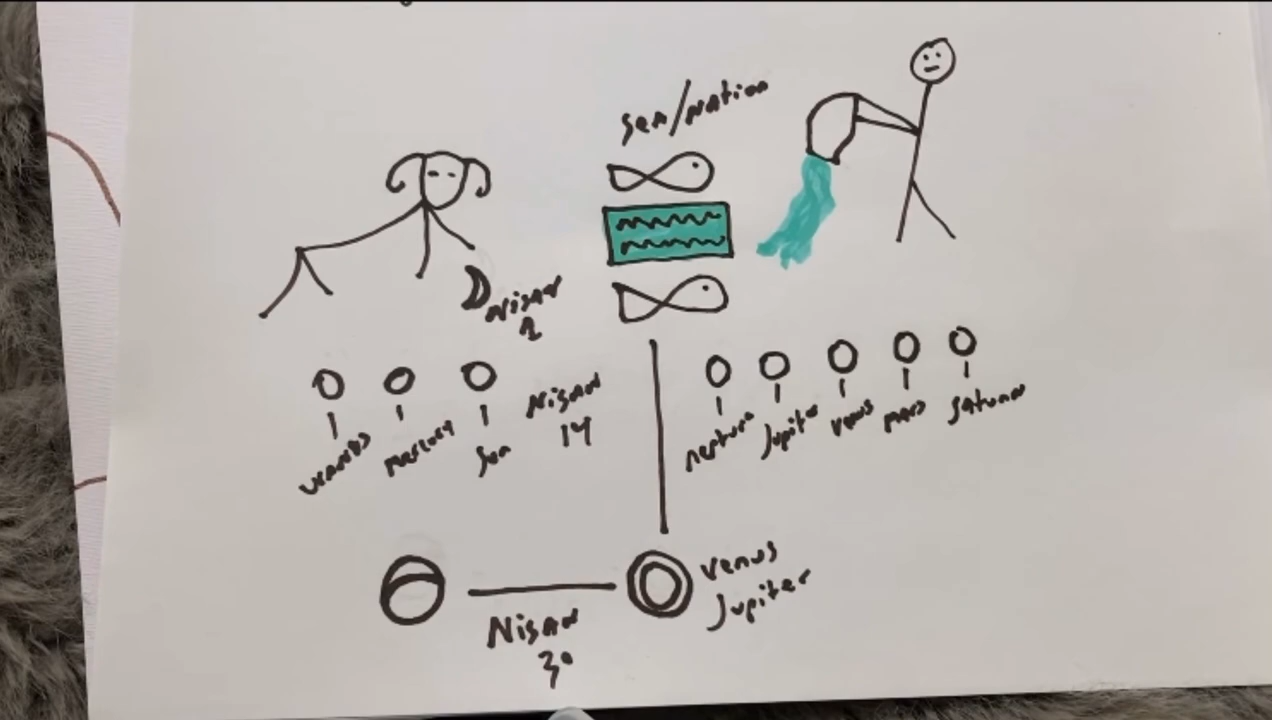 sea/nation
Nisan
1
uranus
mercury
sun
Nisan
14
neptune
Jupiter
venus
mars
saturn
venus
Jupiter
Nisan
30